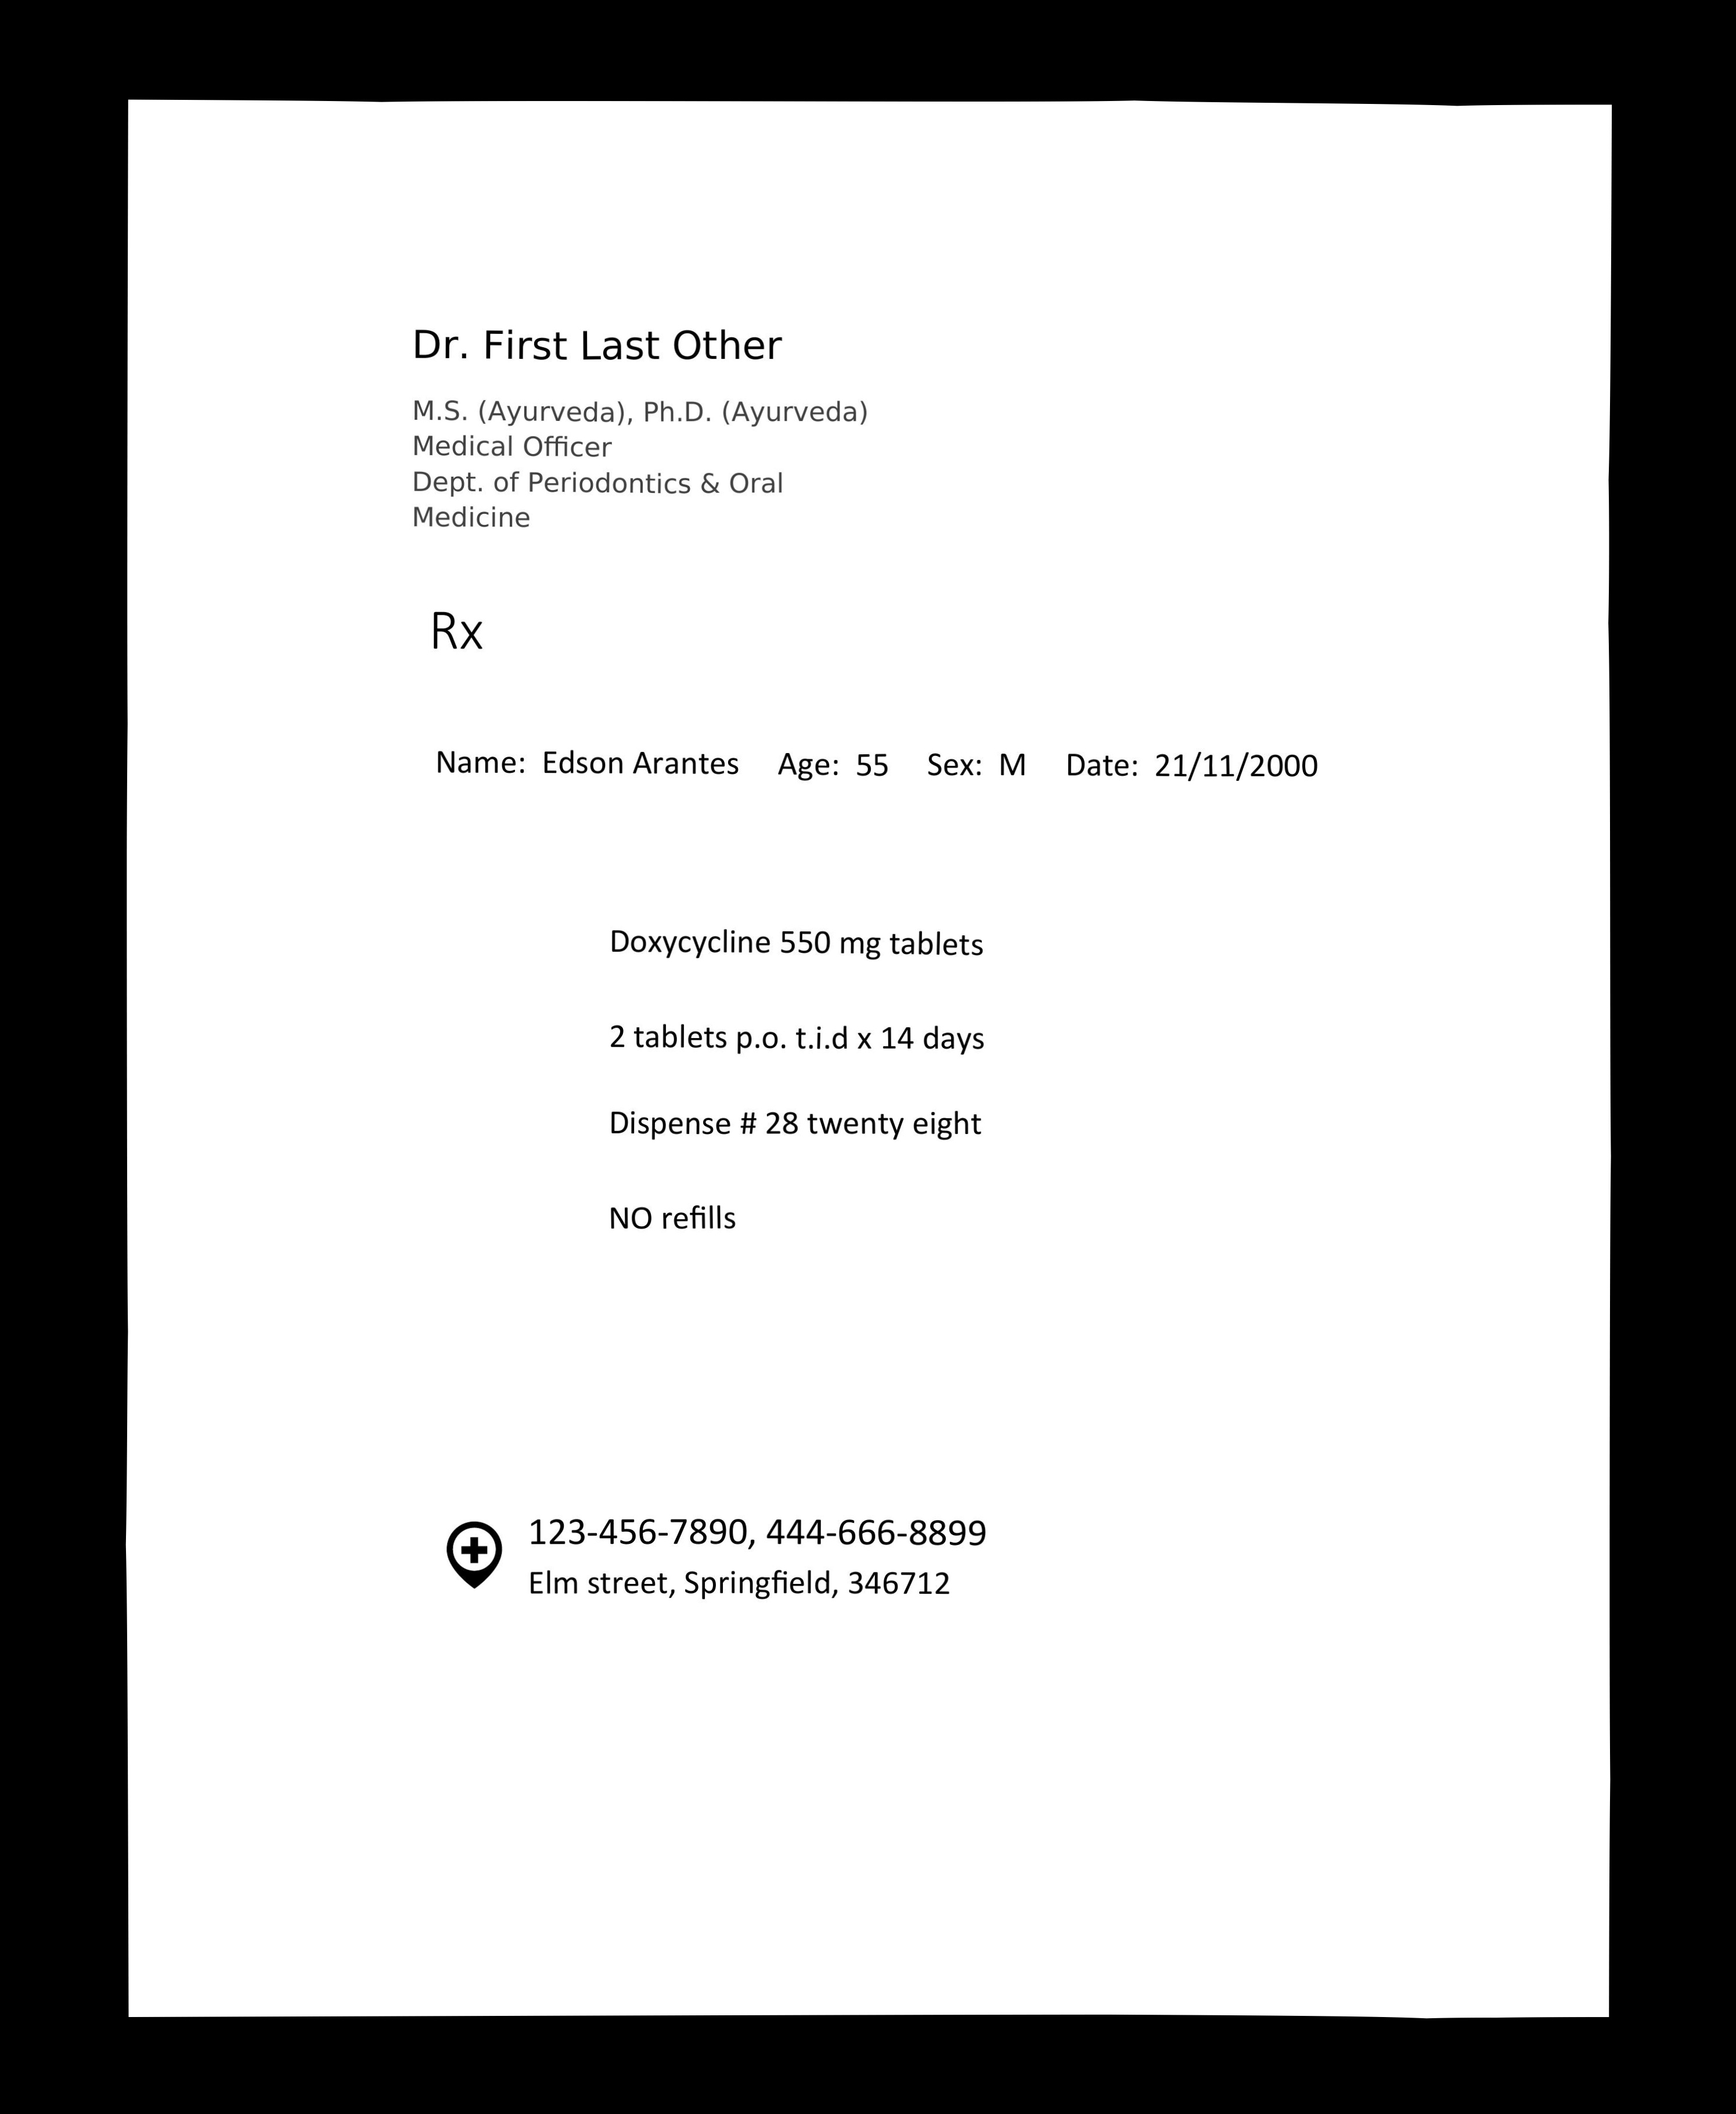 Dr. First Last Other
M.S. (Ayurveda), Ph.D. (Ayurveda)
Medical Officer
Dept. of Periodontics & Oral
Medicine
Rx
Name: Edson Arantes Age: 55 Sex: M Date: 21/11/2000
Doxycycline 550 mg tablets
2 tablets p.o. t.i.d x 14 days
Dispense # 28 twenty eight
NO refills
123-456-7890, 444-666-8899
Elm street, Springfield, 346712